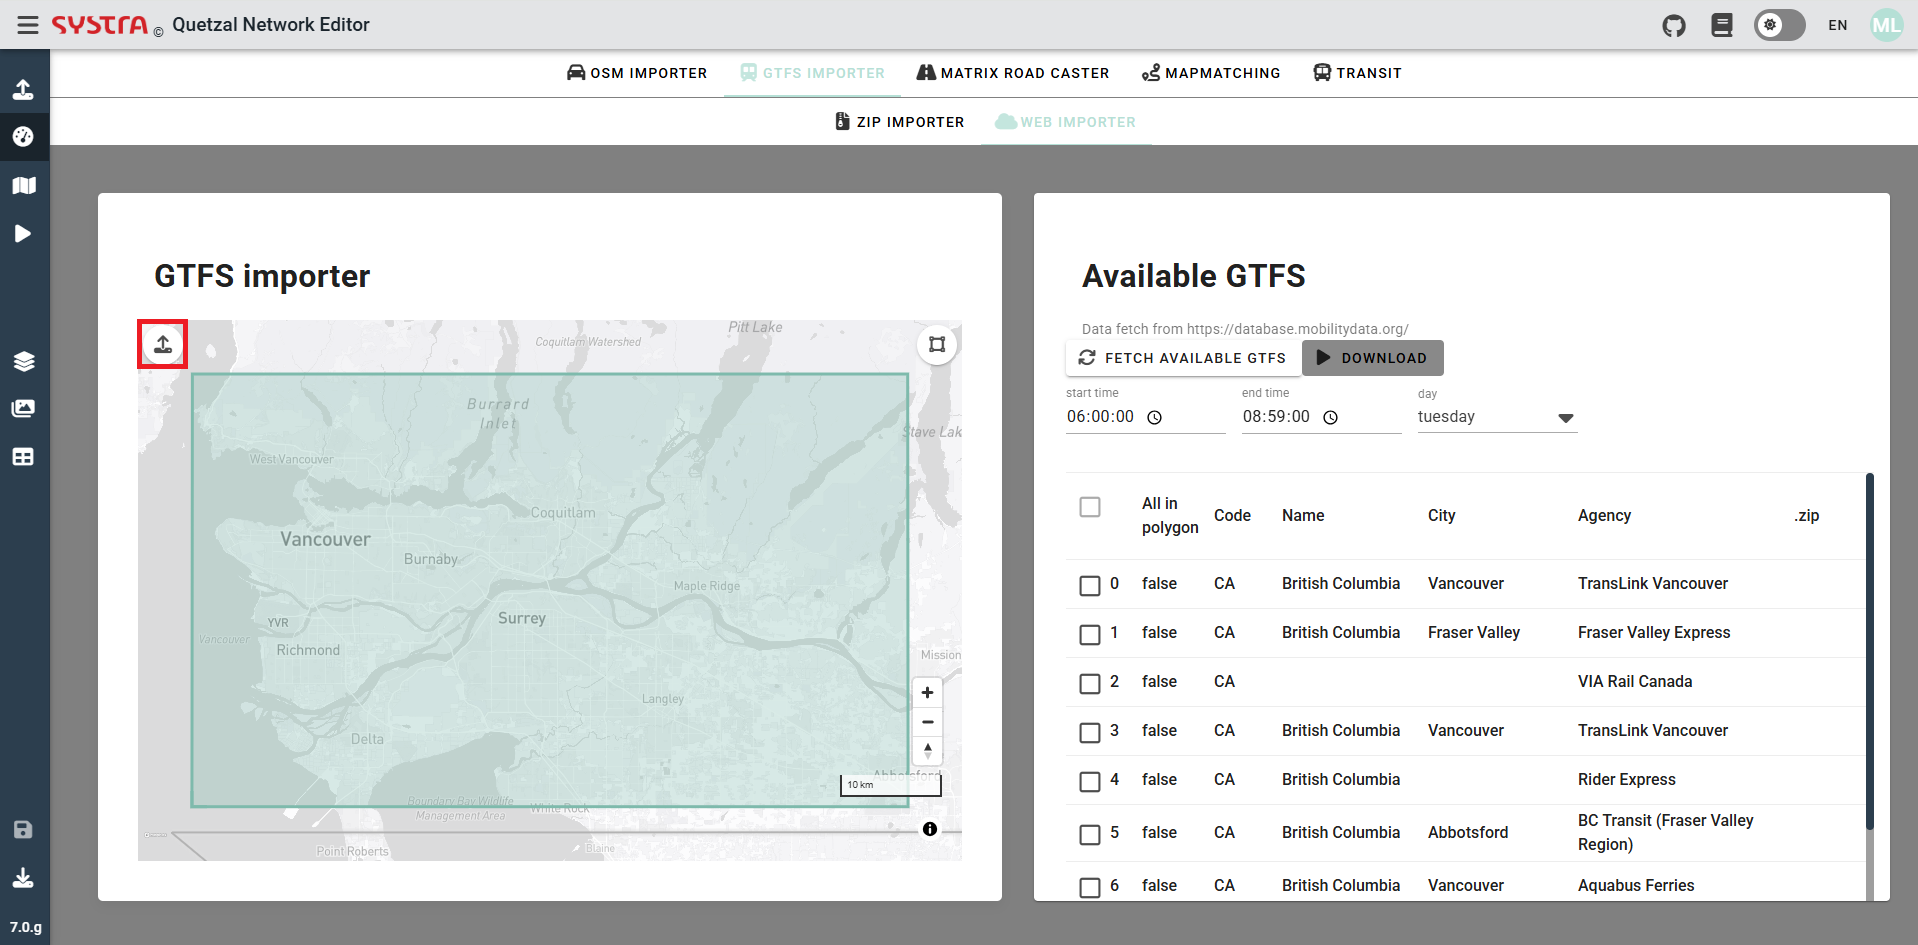 SYSTRA © Quetzal Network Editor
EN
ML
OSM IMPORTER
GTFS IMPORTER
MATRIX ROAD CASTER
MAPMATCHING
TRANSIT
ZIP IMPORTER
WEB IMPORTER
GTFS importer
Pitt Lake
Coquitlam Watershed
Burrard
Inlet
Stave Lak
West Vancouver
Coquitlam
Vancouver
Burnaby
Maple Ridge
Surrey
YVR
Vancouver
Richmond
Mission
Langley
Delta
Abbotsford
10 km
Boundary Bay Wildlife
Management Area
White Rock
Point Roberts
Blaine
Available GTFS
Data fetch from https://database.mobilitydata.org/
FETCH AVAILABLE GTFS
DOWNLOAD
start time
end time
day
06:00:00
08:59:00
tuesday
All in polygon Code Name City Agency .zip
0 false CA British Columbia Vancouver TransLink Vancouver
1 false CA British Columbia Fraser Valley Fraser Valley Express
2 false CA VIA Rail Canada
3 false CA British Columbia Vancouver TransLink Vancouver
4 false CA British Columbia Rider Express
5 false CA British Columbia Abbotsford BC Transit (Fraser Valley Region)
6 false CA British Columbia Vancouver Aquabus Ferries
7.0.g